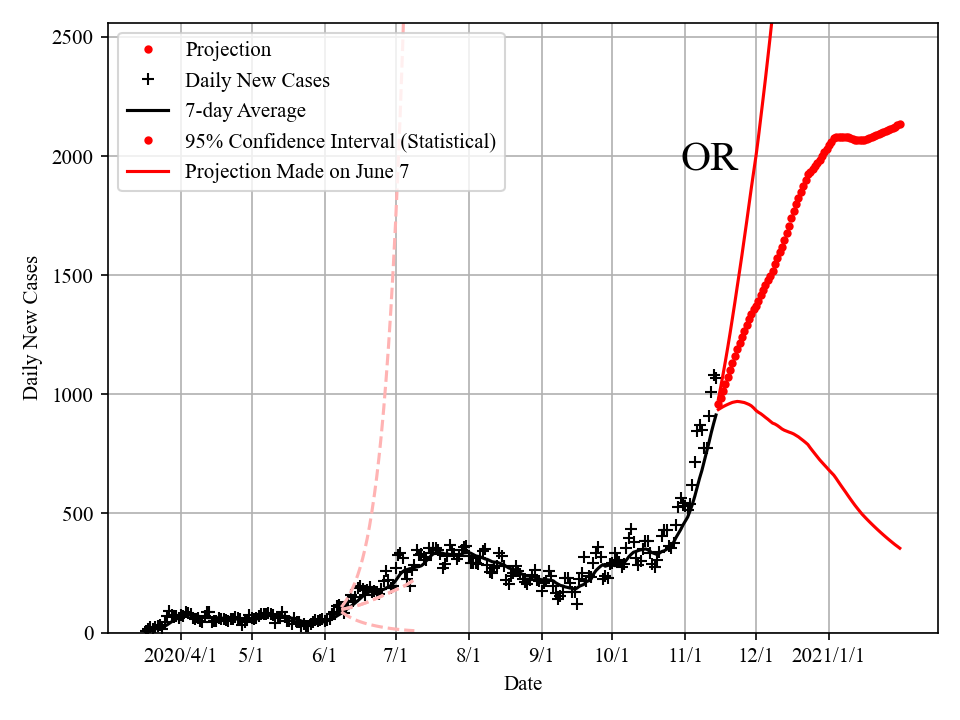 2500
2000
1500
1000
500
0
Daily New Cases
Projection
Daily New Cases
7-day Average
95% Confidence Interval (Statistical)
Projection Made on June 7
OR
2020/4/1 5/1 6/1 7/1 8/1 9/1 10/1 11/1 12/1 2021/1/1
Date